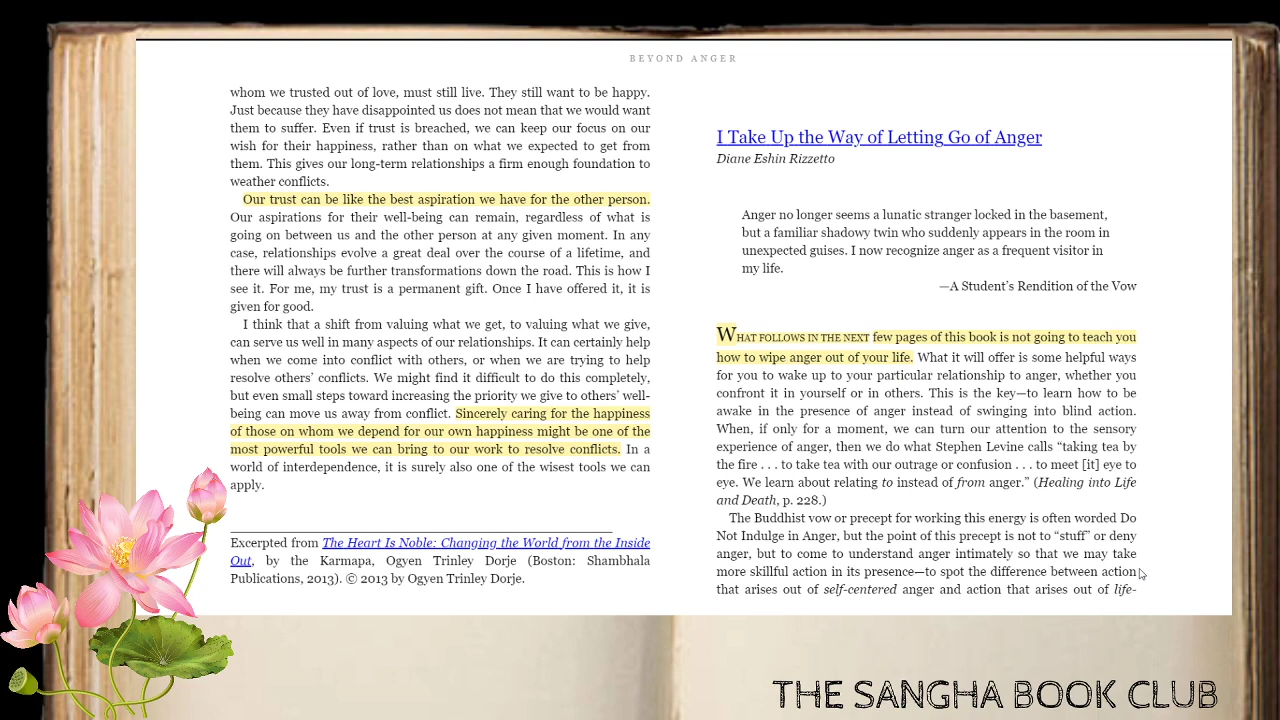 BEYOND ANGER
whom we trusted out of love, must still live. They still want to be happy.
Just because they have disappointed us does not mean that we would want
them to suffer. Even if trust is breached, we can keep our focus on our
wish for their happiness, rather than on what we expected to get from
them. This gives our long-term relationships a firm enough foundation to
weather conflicts.
Our trust can be like the best aspiration we have for the other person.
Our aspirations for their well-being can remain, regardless of what is
going on between us and the other person at any given moment. In any
case, relationships evolve a great deal over the course of a lifetime, and
there will always be further transformations down the road. This is how I
see it. For me, my trust is a permanent gift. Once I have offered it, it is
given for good.
I think that a shift from valuing what we get, to valuing what we give,
can serve us well in many aspects of our relationships. It can certainly help
when we come into conflict with others, or when we are trying to help
resolve others’ conflicts. We might find it difficult to do this completely,
but even small steps toward increasing the priority we give to others’ well-
being can move us away from conflict. Sincerely caring for the happiness
of those on whom we depend for our own happiness might be one of the
most powerful tools we can bring to our work to resolve conflicts. In a
world of interdependence, it is surely also one of the wisest tools we can
apply.
Excerpted from The Heart Is Noble: Changing the World from the Inside
Out, by the Karmapa, Ogyen Trinley Dorje (Boston: Shambhala
Publications, 2013). © 2013 by Ogyen Trinley Dorje.
I Take Up the Way of Letting Go of Anger
Diane Eshin Rizzetto
Anger no longer seems a lunatic stranger locked in the basement,
but a familiar shadowy twin who suddenly appears in the room in
unexpected guises. I now recognize anger as a frequent visitor in
my life.
—A Student’s Rendition of the Vow
WHAT FOLLOWS IN THE NEXT few pages of this book is not going to teach you
how to wipe anger out of your life. What it will offer is some helpful ways
for you to wake up to your particular relationship to anger, whether you
confront it in yourself or in others. This is the key—to learn how to be
awake in the presence of anger instead of swinging into blind action.
When, if only for a moment, we can turn our attention to the sensory
experience of anger, then we do what Stephen Levine calls “taking tea by
the fire . . . to take tea with our outrage or confusion . . . to meet [it] eye to
eye. We learn about relating to instead of from anger.” (Healing into Life
and Death, p. 228.)
The Buddhist vow or precept for working this energy is often worded Do
Not Indulge in Anger, but the point of this precept is not to “stuff” or deny
anger, but to come to understand anger intimately so that we may take
more skillful action in its presence—to spot the difference between action
that arises out of self-centered anger and action that arises out of life-
THE SANGHA BOOK CLUB